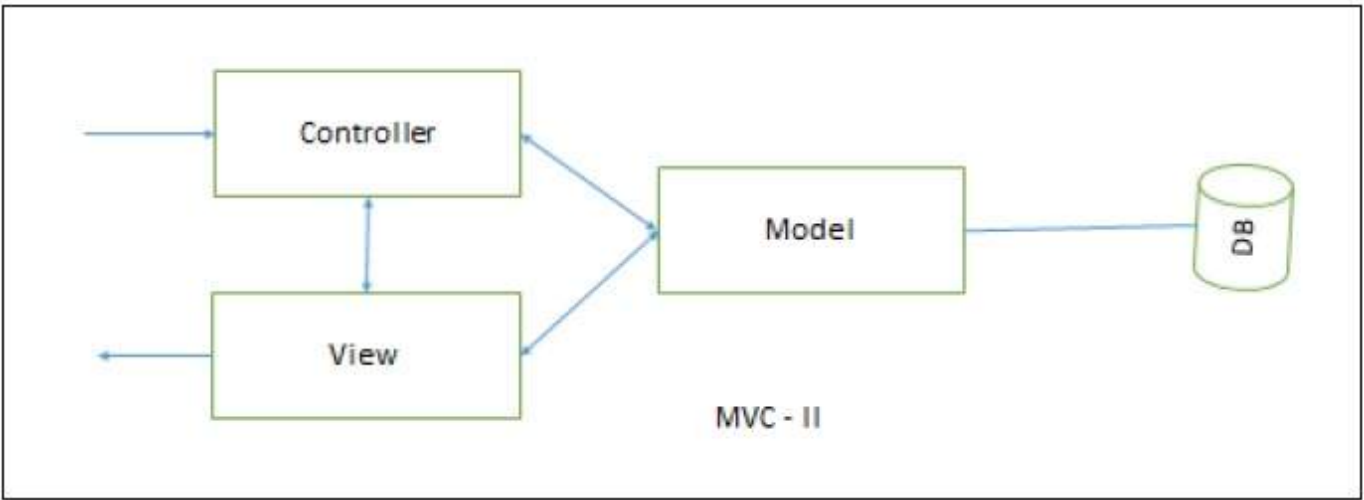 Controller
Model
DB
View
MVC - II